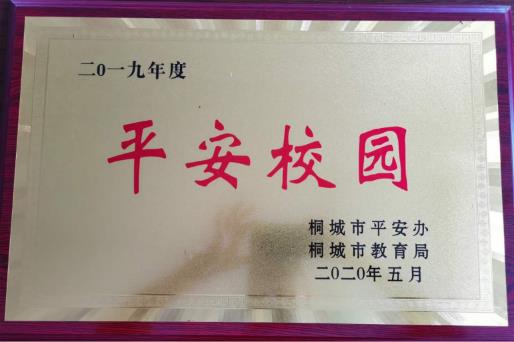 二0一九年度
平安校园
桐城市平安办
桐城市教育局
二0二0年五月